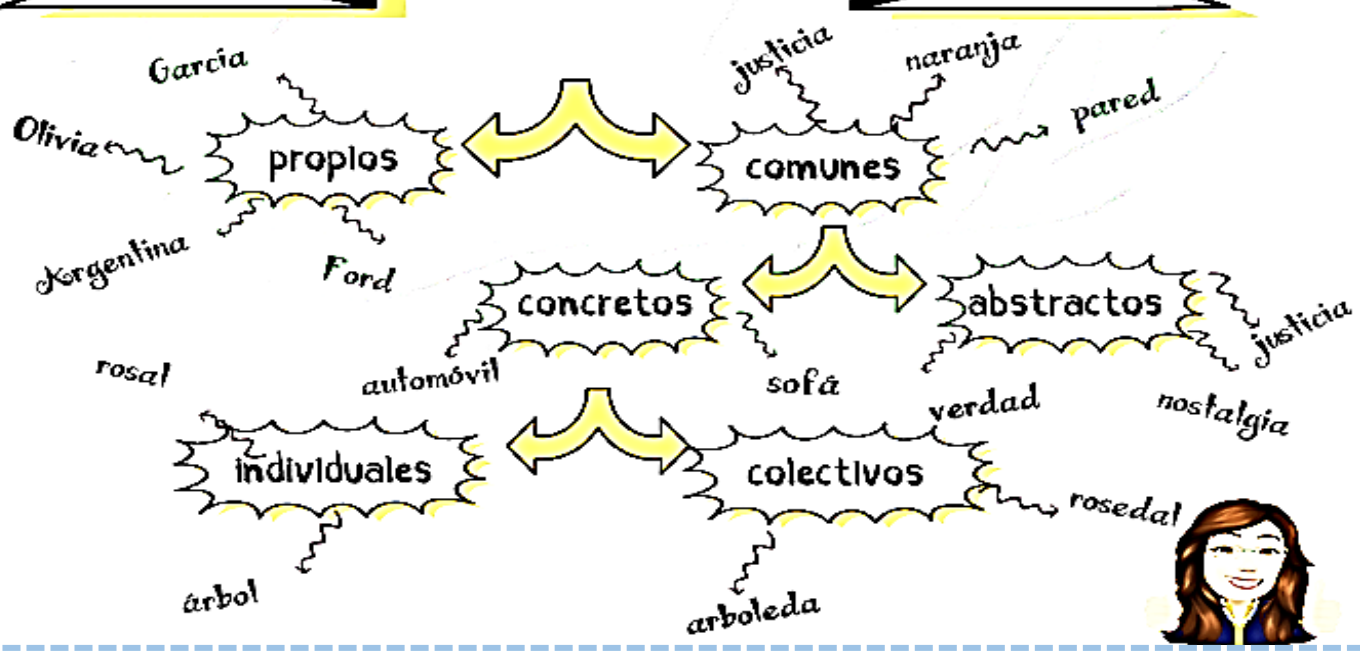 García
justicia
naranja
Olivia
propios
comunes
pared
Argentina
Ford
concretos
abstractos
justicia
rosal
automóvil
sofá
verdad
nostalgia
individuales
colectivos
rosedal
árbol
arboleda